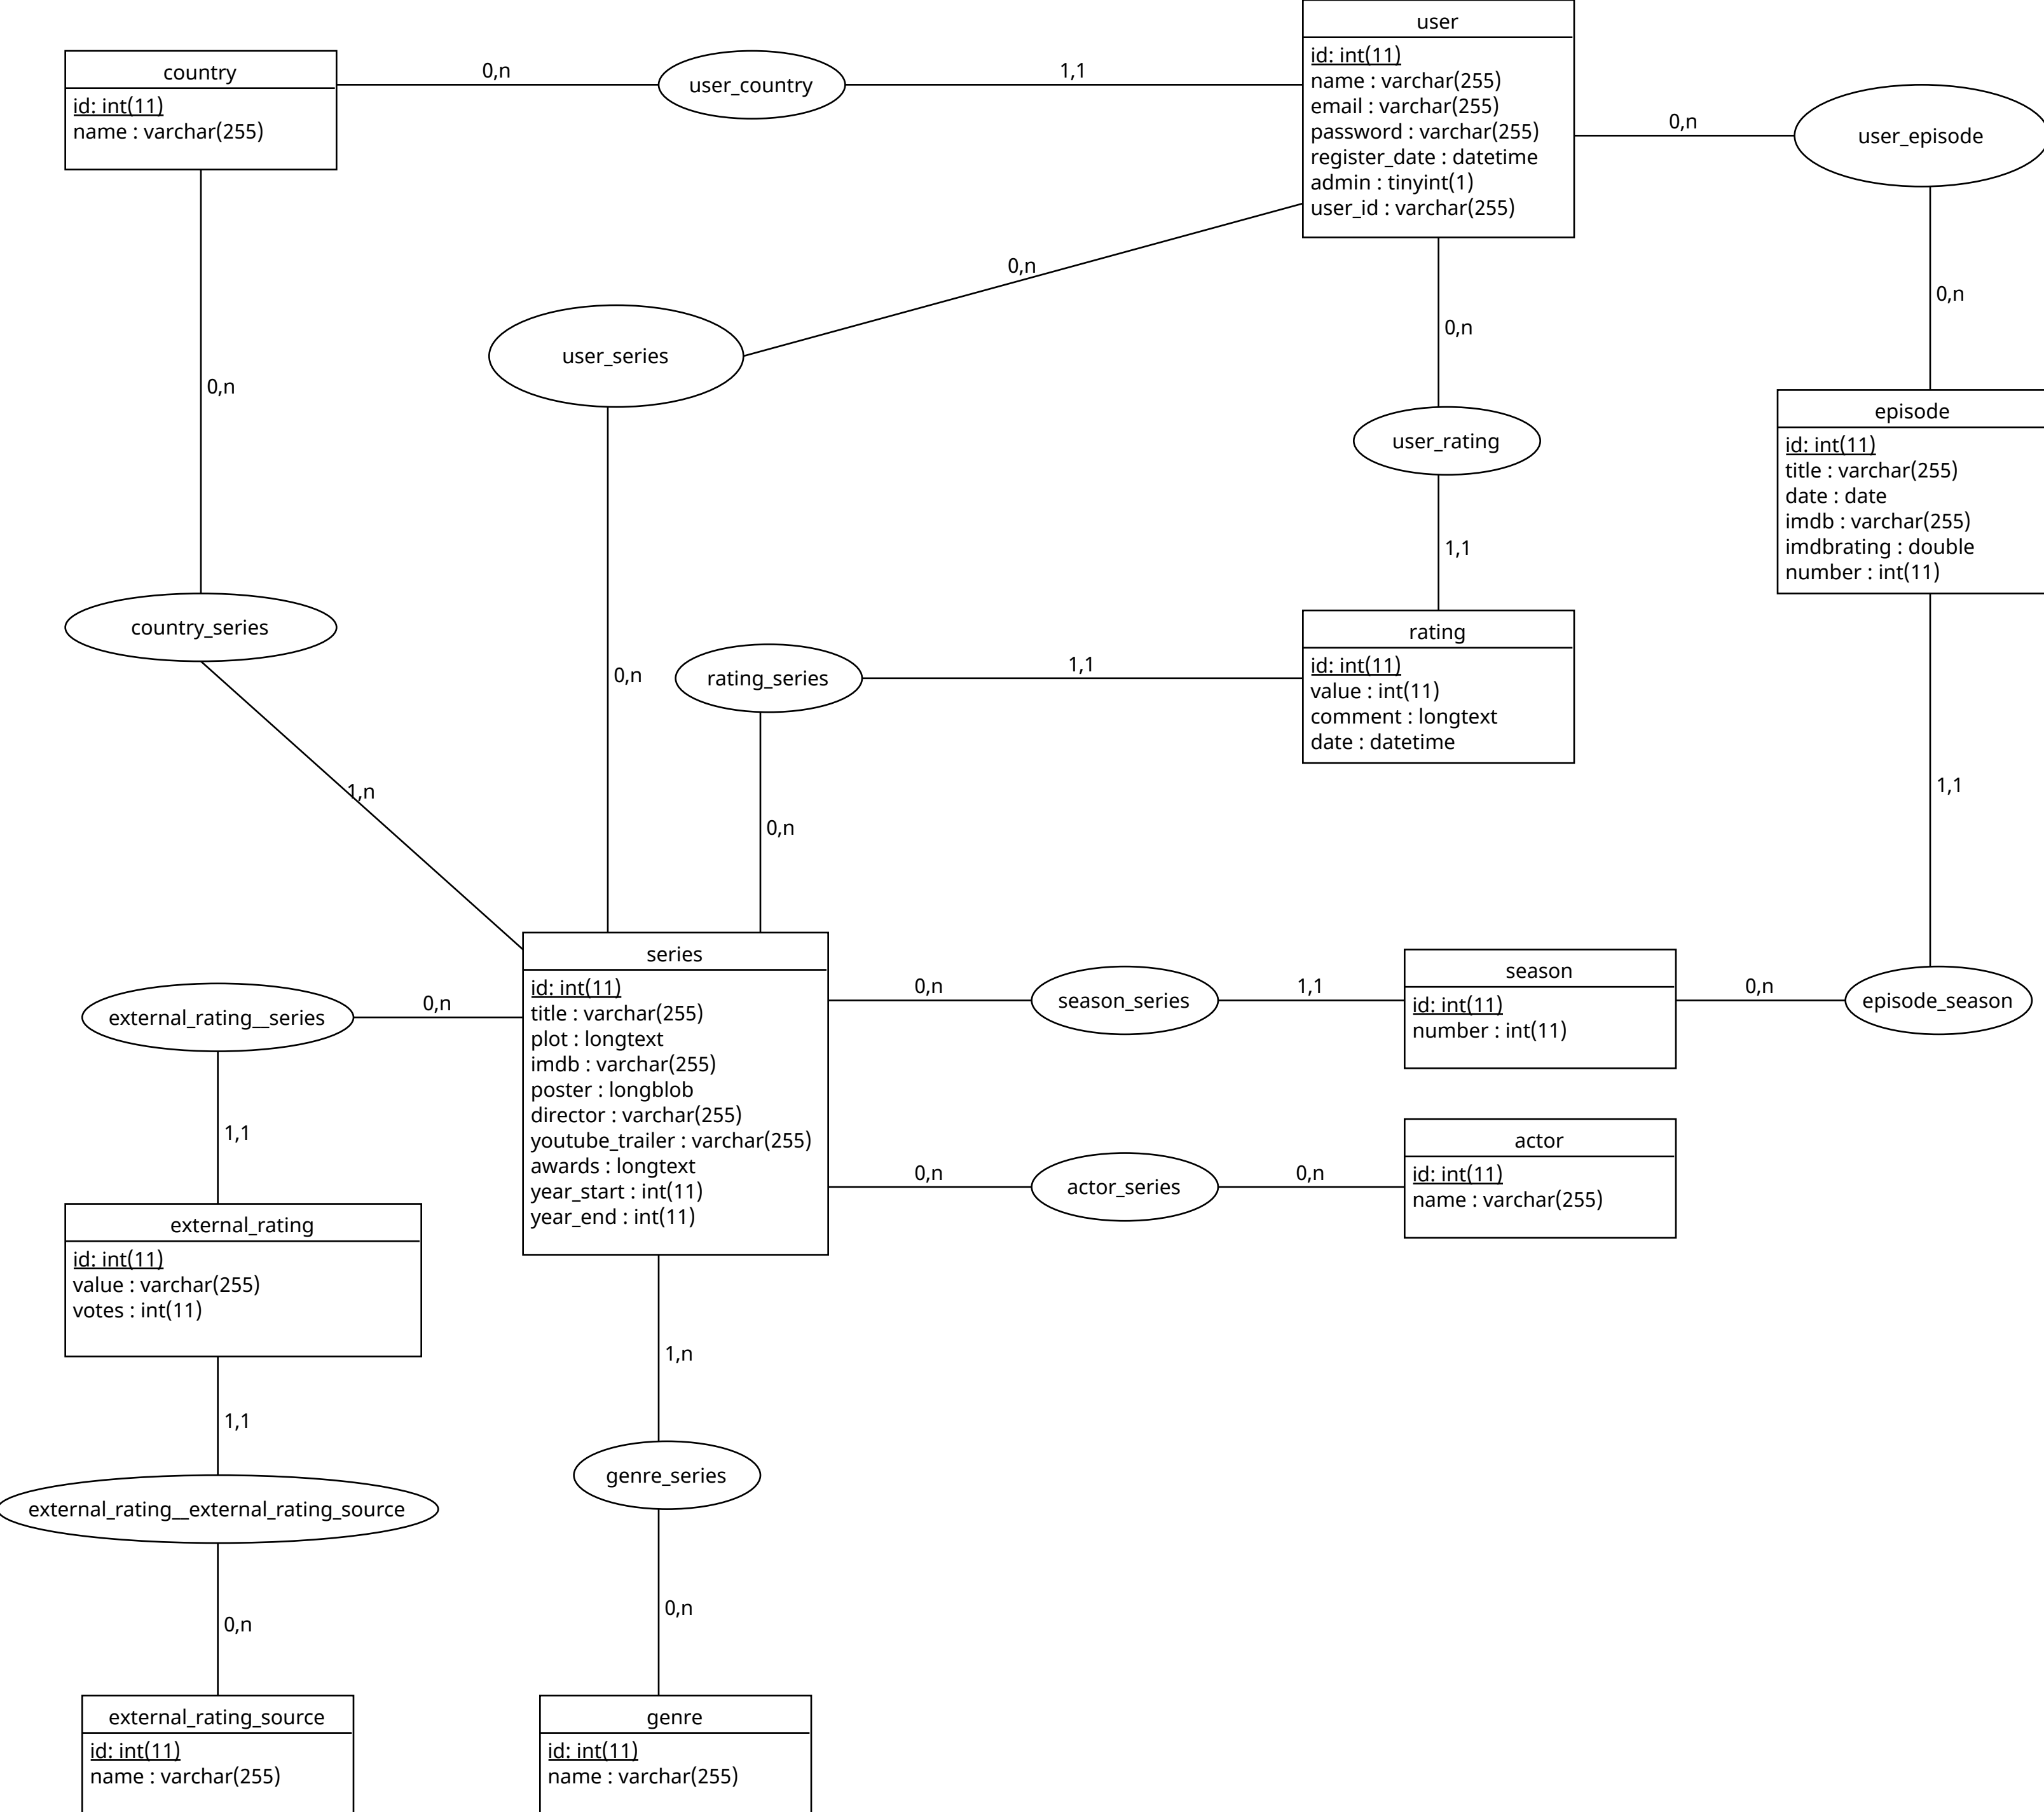 user
id: int(11)
name : varchar(255)
email : varchar(255)
password : varchar(255)
register_date : datetime
admin : tinyint(1)
user_id : varchar(255)
country
id: int(11)
name : varchar(255)
0,n
user_country
1,1
0,n
user_episode
0,n
user_series
0,n
0,n
0,n
user_rating
1,1
episode
id: int(11)
title : varchar(255)
date : date
imdb : varchar(255)
imdbrating : double
number : int(11)
country_series
0,n
rating_series
1,1
rating
id: int(11)
value : int(11)
comment : longtext
date : datetime
1,n
0,n
1,1
series
id: int(11)
title : varchar(255)
plot : longtext
imdb : varchar(255)
poster : longblob
director : varchar(255)
youtube_trailer : varchar(255)
awards : longtext
year_start : int(11)
year_end : int(11)
0,n
season_series
1,1
season
id: int(11)
number : int(11)
0,n
episode_season
external_rating__series
0,n
1,1
0,n
actor_series
0,n
actor
id: int(11)
name : varchar(255)
external_rating
id: int(11)
value : varchar(255)
votes : int(11)
1,n
1,1
genre_series
external_rating__external_rating_source
0,n
0,n
external_rating_source
id: int(11)
name : varchar(255)
genre
id: int(11)
name : varchar(255)